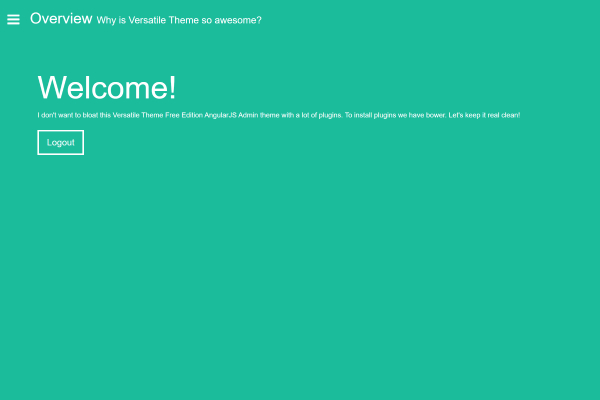 Overview Why is Versatile Theme so awesome?
Welcome!
I don't want to bloat this Versatile Theme Free Edition AngularJS Admin theme with a lot of plugins. To install plugins we have bower. Let's keep it real clean!
Logout